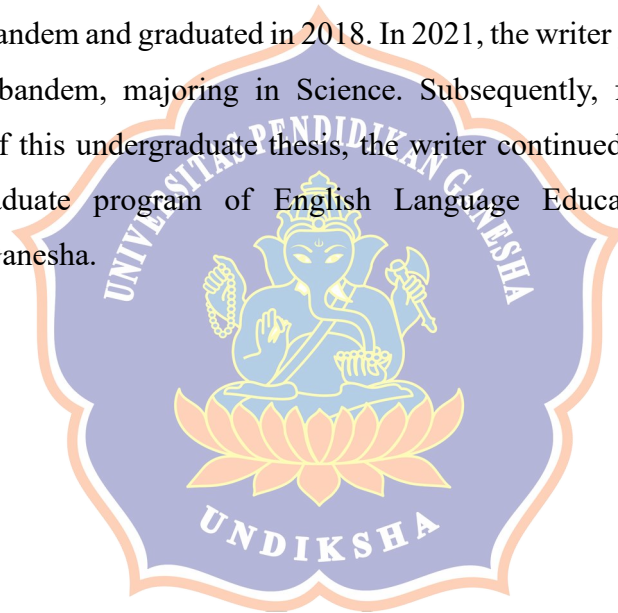 andem and graduated in 2018. In 2021, the writer
bandem, majoring in Science. Subsequently, f
f this undergraduate thesis, the writer continued
aduate program of English Language Educa
anesha.
UNIVERSITAS PENDIDIKAN GANESHA
UNDIKSHA